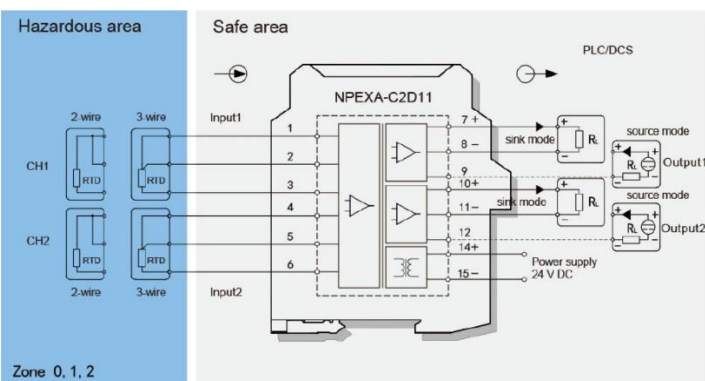 Hazardous area
Safe area
PLC/DCS
NPEXA-C2D11
2-wire
3-wire
Input1
1
7 +
sink mode
RL
source mode
8 -
2
CH1
RTD
RTD
RL
Output1
9
3
10+
sink mode
RL
source mode
4
11-
RL
Output2
CH2
12
5
14+
RTD
RTD
Power supply
24 V DC
6
15-
2-wire
3-wire
Input2
Zone 0, 1, 2